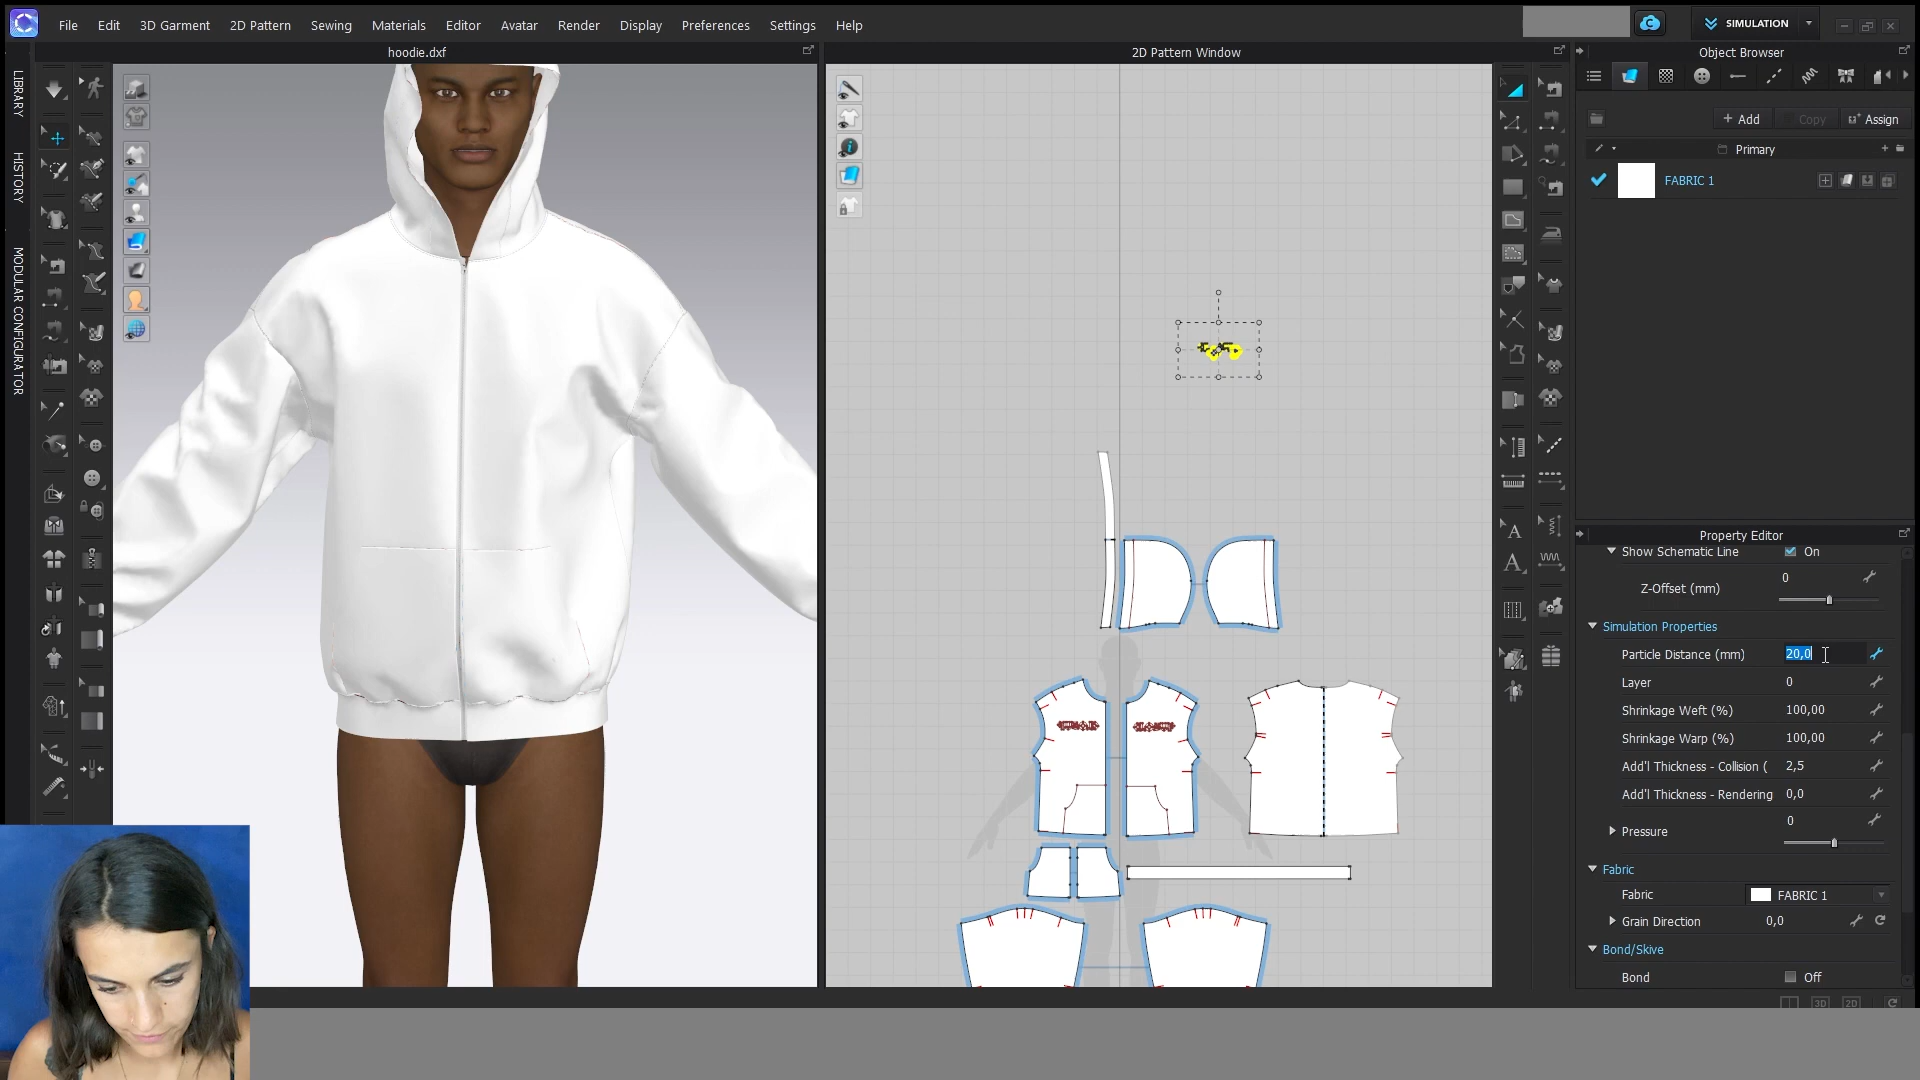 File Edit 3D Garment 2D Pattern Sewing Materials Editor Avatar Render Display Preferences Settings Help
SIMULATION
hoodie.dxf
2D Pattern Window
Object Browser
LIBRARY
HISTORY
MODULAR CONFIGURATOR
+ Add
Copy
Assign
Primary
FABRIC 1
Property Editor
Show Schematic Line On
Z-Offset (mm) 0
Simulation Properties
Particle Distance (mm) 20,0
Layer 0
Shrinkage Weft (%) 100,00
Shrinkage Warp (%) 100,00
Add'l Thickness - Collision ( 2,5
Add'l Thickness - Rendering 0,0
Pressure 0
Fabric
Fabric FABRIC 1
Grain Direction 0,0
Bond/Skive
Bond Off
3D 2D